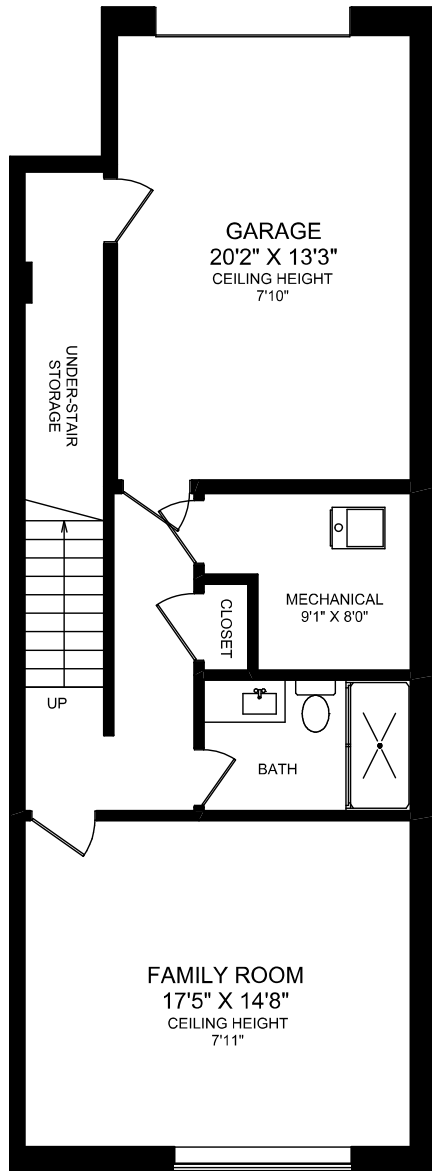 GARAGE
20'2" X 13'3"
CEILING HEIGHT
7'10"
UNDER-STAIR
STORAGE
MECHANICAL
9'1" X 8'0"
CLOSET
UP
BATH
FAMILY ROOM
17'5" X 14'8"
CEILING HEIGHT
7'11"